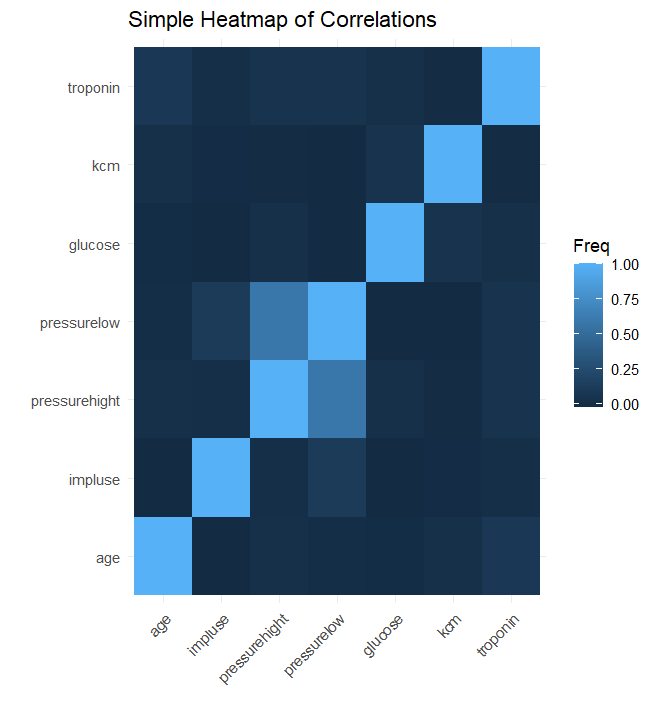 Simple Heatmap of Correlations
troponin
kcm
glucose
pressurelow
pressurehight
impluse
age
age
impluse
pressurehight
pressurelow
glucose
kcm
troponin
Freq
1.00
0.75
0.50
0.25
0.00